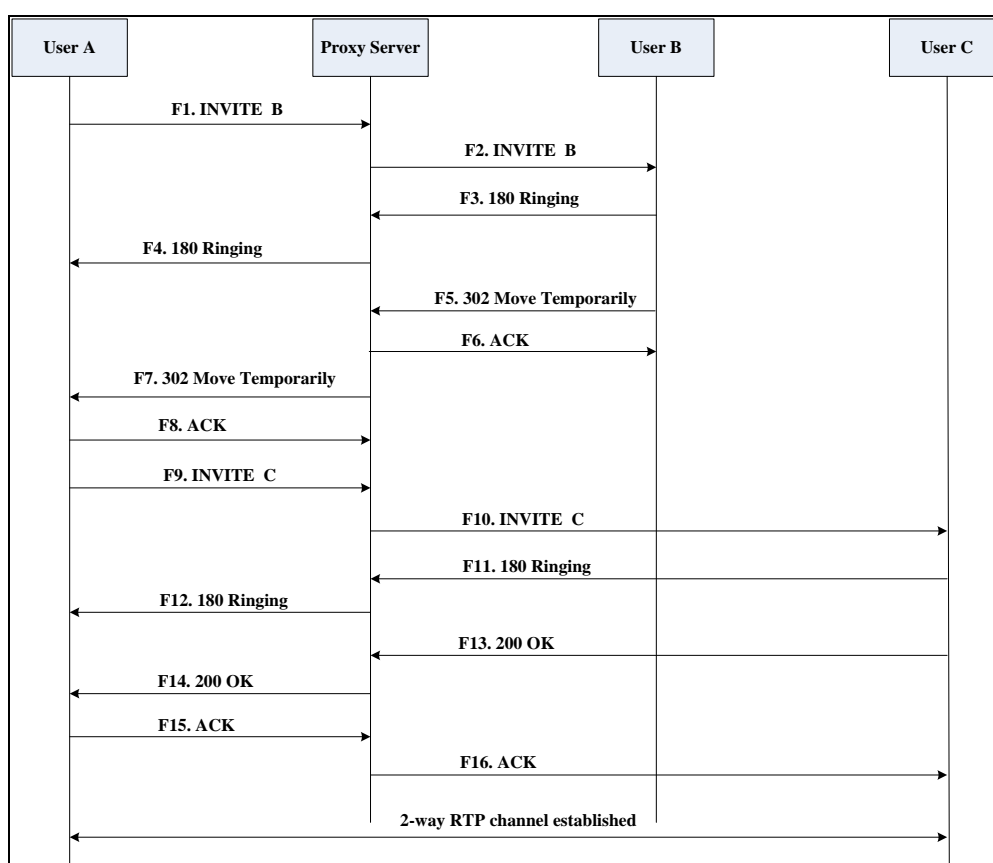 User A
Proxy Server
User B
User C
F1. INVITE B
F2. INVITE B
F3. 180 Ringing
F4. 180 Ringing
F5. 302 Move Temporarily
F6. ACK
F7. 302 Move Temporarily
F8. ACK
F9. INVITE C
F10. INVITE C
F11. 180 Ringing
F12. 180 Ringing
F13. 200 OK
F14. 200 OK
F15. ACK
F16. ACK
2-way RTP channel established